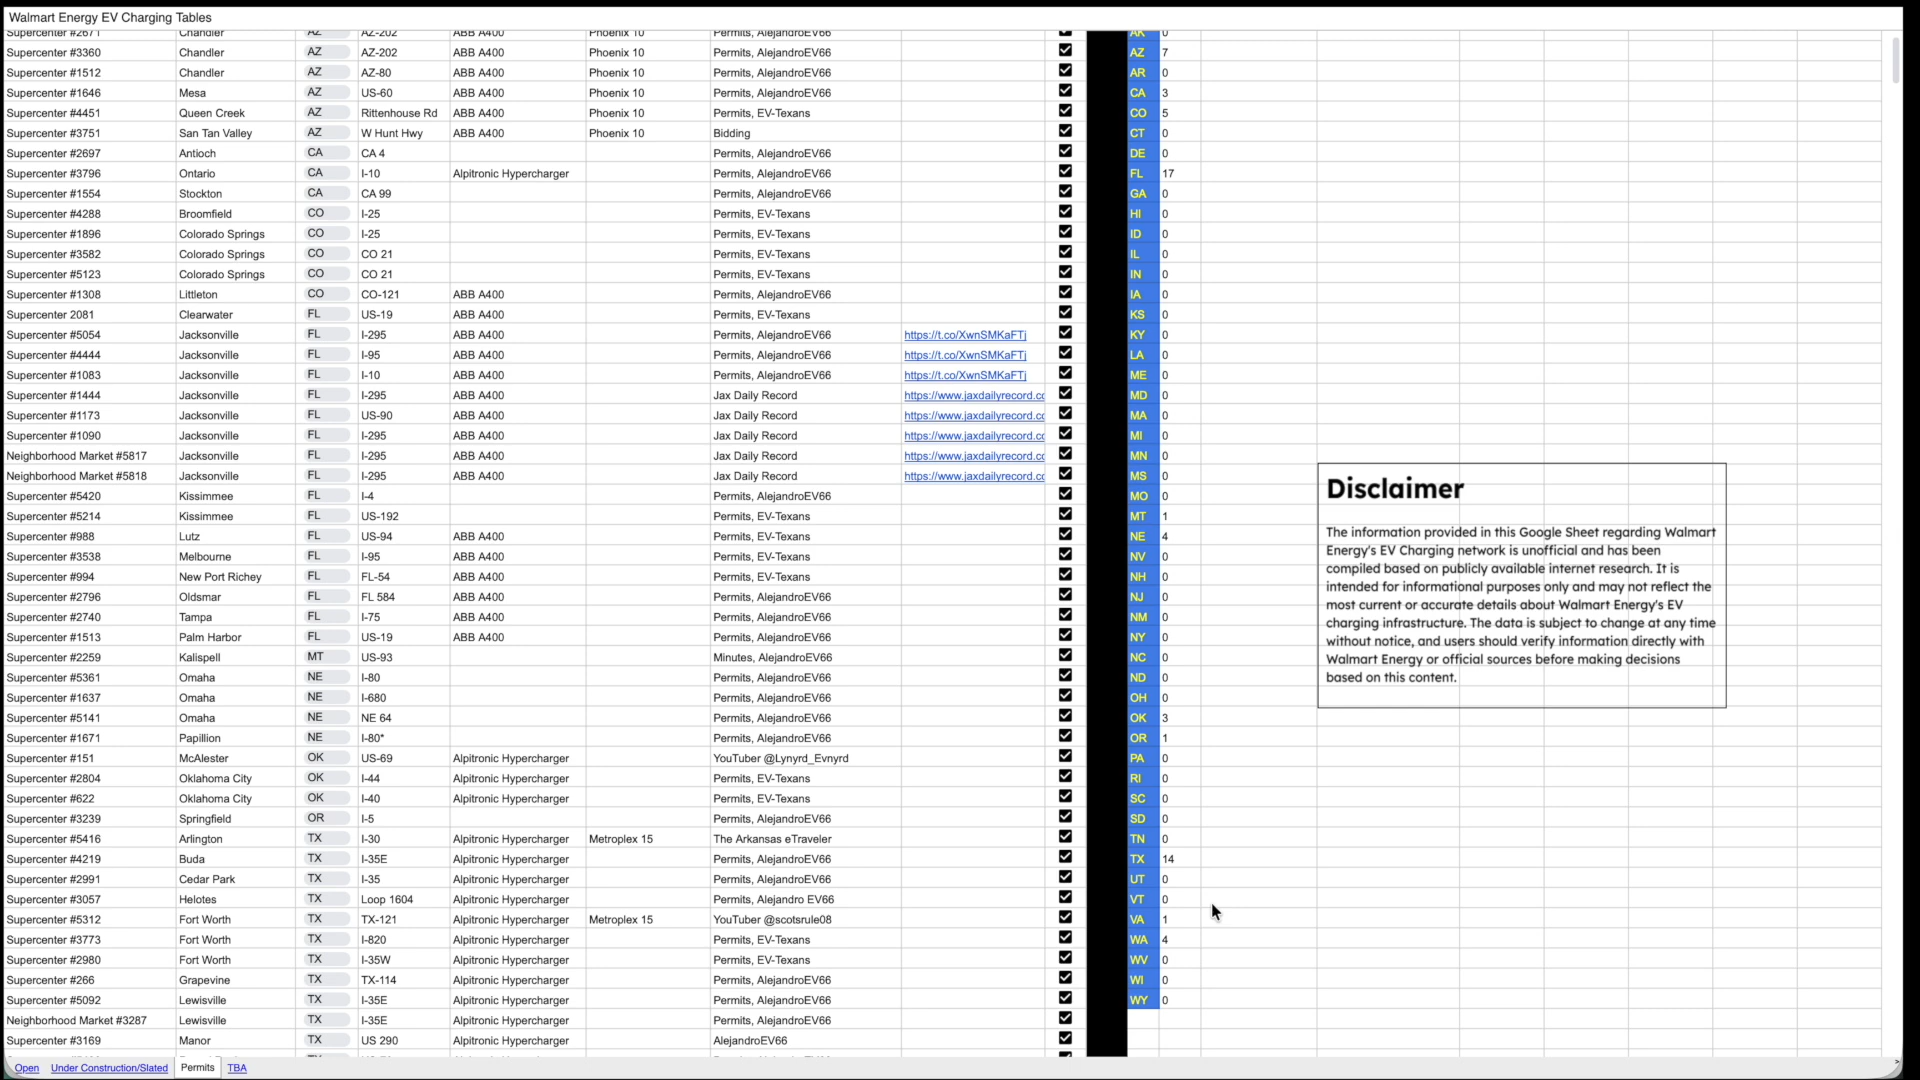 Walmart Energy EV Charging Tables
Supercenter #2671 Chandler AZ AZ-202 ABB A400 Phoenix 10 Permits, AlejandroEV66
Supercenter #3360 Chandler AZ AZ-202 ABB A400 Phoenix 10 Permits, AlejandroEV66
Supercenter #1512 Chandler AZ AZ-80 ABB A400 Phoenix 10 Permits, AlejandroEV66
Supercenter #1646 Mesa AZ US-60 ABB A400 Phoenix 10 Permits, AlejandroEV66
Supercenter #4451 Queen Creek AZ Rittenhouse Rd ABB A400 Phoenix 10 Permits, EV-Texans
Supercenter #3751 San Tan Valley AZ W Hunt Hwy ABB A400 Phoenix 10 Bidding
Supercenter #2697 Antioch CA CA 4 Permits, AlejandroEV66
Supercenter #3796 Ontario CA I-10 Alpitronic Hypercharger Permits, AlejandroEV66
Supercenter #1554 Stockton CA CA 99 Permits, AlejandroEV66
Supercenter #4288 Broomfield CO I-25 Permits, EV-Texans
Supercenter #1896 Colorado Springs CO I-25 Permits, EV-Texans
Supercenter #3582 Colorado Springs CO CO 21 Permits, EV-Texans
Supercenter #5123 Colorado Springs CO CO 21 Permits, EV-Texans
Supercenter #1308 Littleton CO CO-121 ABB A400 Permits, AlejandroEV66
Supercenter 2081 Clearwater FL US-19 ABB A400 Permits, EV-Texans
Supercenter #5054 Jacksonville FL I-295 ABB A400 Permits, AlejandroEV66 https://t.co/XwnSMKaFTj
Supercenter #4444 Jacksonville FL I-95 ABB A400 Permits, AlejandroEV66 https://t.co/XwnSMKaFTj
Supercenter #1083 Jacksonville FL I-10 ABB A400 Permits, AlejandroEV66 https://t.co/XwnSMKaFTj
Supercenter #1444 Jacksonville FL I-295 ABB A400 Jax Daily Record https://www.jaxdailyrecord.cc
Supercenter #1173 Jacksonville FL US-90 ABB A400 Jax Daily Record https://www.jaxdailyrecord.cc
Supercenter #1090 Jacksonville FL I-295 ABB A400 Jax Daily Record https://www.jaxdailyrecord.cc
Neighborhood Market #5817 Jacksonville FL I-295 ABB A400 Jax Daily Record https://www.jaxdailyrecord.cc
Neighborhood Market #5818 Jacksonville FL I-295 ABB A400 Jax Daily Record https://www.jaxdailyrecord.cc
Supercenter #5420 Kissimmee FL I-4 Permits, AlejandroEV66
Supercenter #5214 Kissimmee FL US-192 Permits, EV-Texans
Supercenter #988 Lutz FL US-94 ABB A400 Permits, EV-Texans
Supercenter #3538 Melbourne FL I-95 ABB A400 Permits, EV-Texans
Supercenter #994 New Port Richey FL FL-54 ABB A400 Permits, EV-Texans
Supercenter #2796 Oldsmar FL FL 584 ABB A400 Permits, AlejandroEV66
Supercenter #2740 Tampa FL I-75 ABB A400 Permits, AlejandroEV66
Supercenter #1513 Palm Harbor FL US-19 ABB A400 Permits, AlejandroEV66
Supercenter #2259 Kalispell MT US-93 Minutes, AlejandroEV66
Supercenter #5361 Omaha NE I-80 Permits, AlejandroEV66
Supercenter #1637 Omaha NE I-680 Permits, AlejandroEV66
Supercenter #5141 Omaha NE NE 64 Permits, AlejandroEV66
Supercenter #1671 Papillion NE I-80* Permits, AlejandroEV66
Supercenter #151 McAlester OK US-69 Alpitronic Hypercharger YouTuber @Lynyrd_Evnyrd
Supercenter #2804 Oklahoma City OK I-44 Alpitronic Hypercharger Permits, EV-Texans
Supercenter #622 Oklahoma City OK I-40 Alpitronic Hypercharger Permits, EV-Texans
Supercenter #3239 Springfield OR I-5 Permits, AlejandroEV66
Supercenter #5416 Arlington TX I-30 Alpitronic Hypercharger Metroplex 15 The Arkansas eTraveler
Supercenter #4219 Buda TX I-35E Alpitronic Hypercharger Permits, AlejandroEV66
Supercenter #2991 Cedar Park TX I-35 Alpitronic Hypercharger Permits, AlejandroEV66
Supercenter #3057 Helotes TX Loop 1604 Alpitronic Hypercharger Permits, Alejandro EV66
Supercenter #5312 Fort Worth TX TX-121 Alpitronic Hypercharger Metroplex 15 YouTuber @scotsrule08
Supercenter #3773 Fort Worth TX I-820 Alpitronic Hypercharger Permits, EV-Texans
Supercenter #2980 Fort Worth TX I-35W Alpitronic Hypercharger Permits, EV-Texans
Supercenter #266 Grapevine TX TX-114 Alpitronic Hypercharger Permits, AlejandroEV66
Supercenter #5092 Lewisville TX I-35E Alpitronic Hypercharger Permits, AlejandroEV66
Neighborhood Market #3287 Lewisville TX I-35E Alpitronic Hypercharger Permits, AlejandroEV66
Supercenter #3169 Manor TX US 290 Alpitronic Hypercharger AlejandroEV66
AK 0
AZ 7
AR 0
CA 3
CO 5
CT 0
DE 0
FL 17
GA 0
HI 0
ID 0
IL 0
IN 0
IA 0
KS 0
KY 0
LA 0
ME 0
MD 0
MA 0
MI 0
MN 0
MS 0
MO 0
MT 1
NE 4
NV 0
NH 0
NJ 0
NM 0
NY 0
NC 0
ND 0
OH 0
OK 3
OR 1
PA 0
RI 0
SC 0
SD 0
TN 0
TX 14
UT 0
VT 0
VA 1
WA 4
WV 0
WI 0
WY 0
Disclaimer
The information provided in this Google Sheet regarding Walmart
Energy's EV Charging network is unofficial and has been
compiled based on publicly available internet research. It is
intended for informational purposes only and may not reflect the
most current or accurate details about Walmart Energy's EV
charging infrastructure. The data is subject to change at any time
without notice, and users should verify information directly with
Walmart Energy or official sources before making decisions
based on this content.
Open Under Construction/Slated Permits TBA